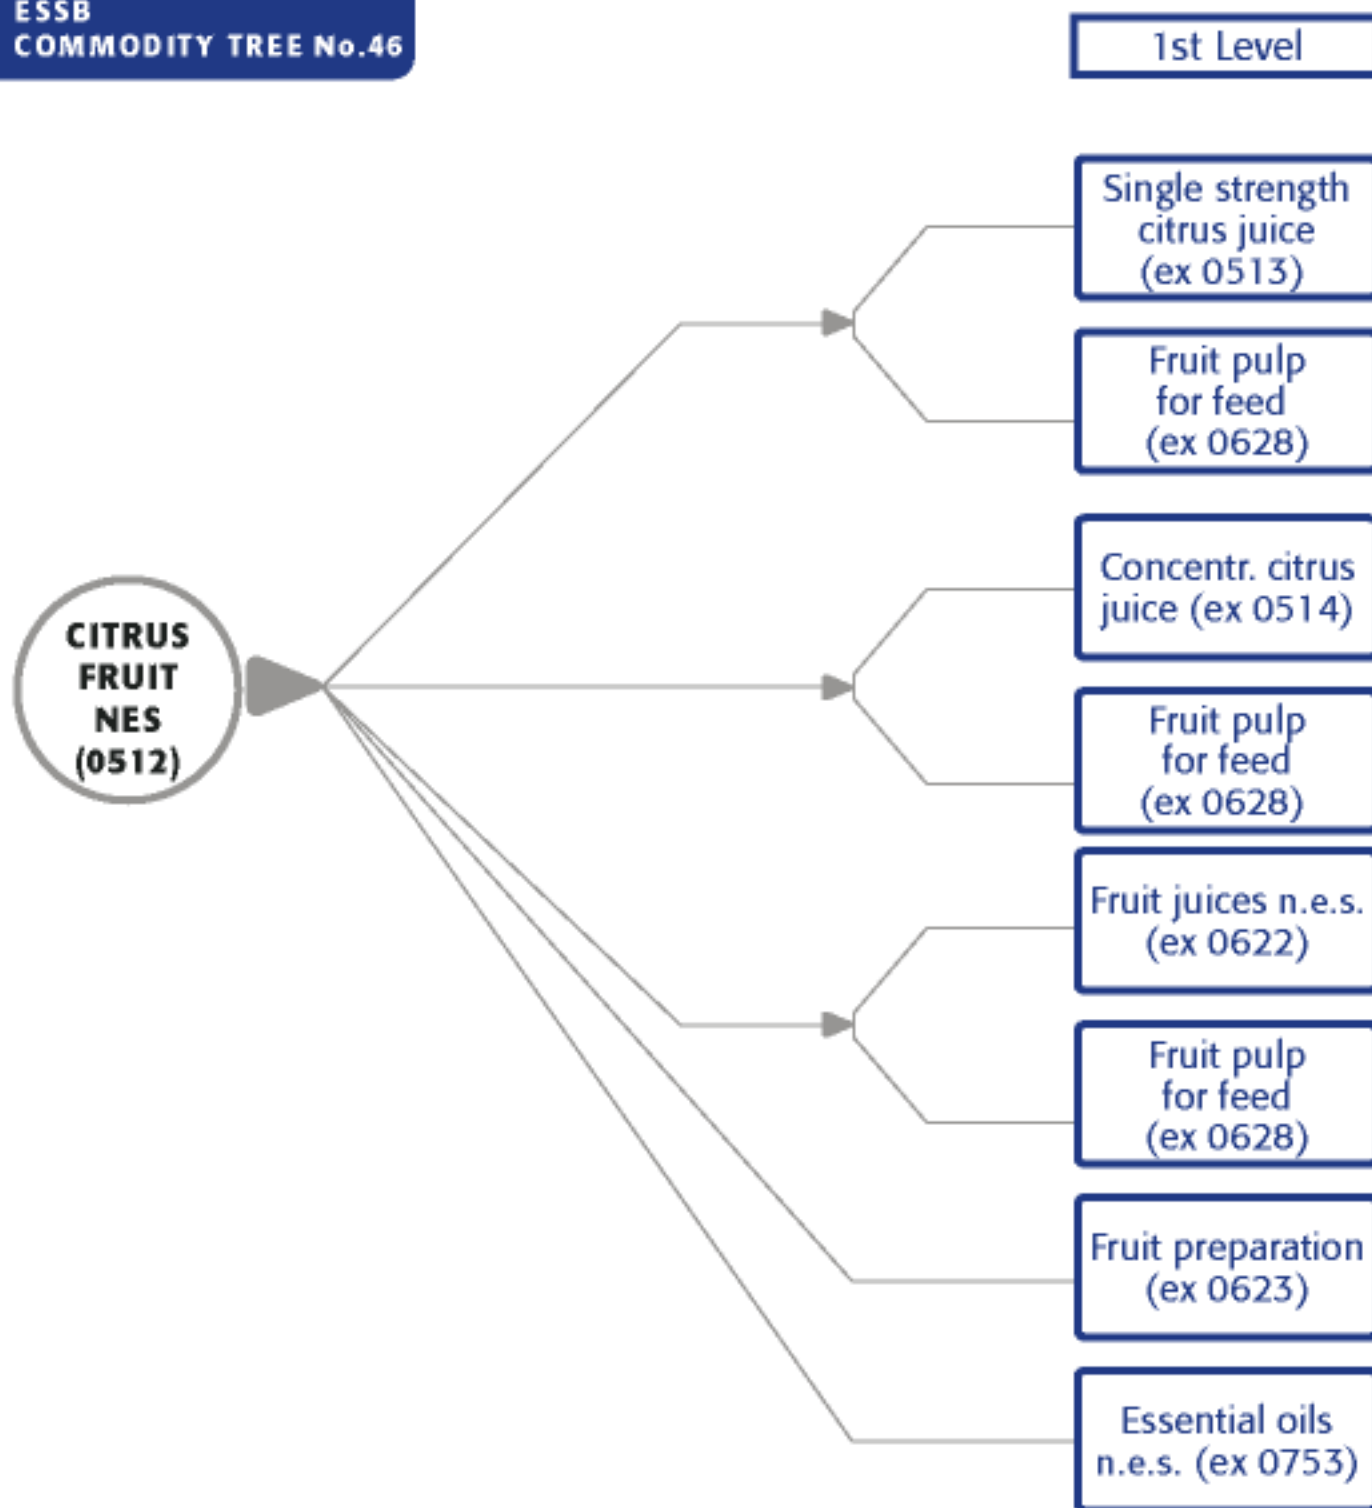 ESSB
COMMODITY TREE No.46
1st Level
Single strength
citrus juice
(ex 0513)
Fruit pulp
for feed
(ex 0628)
Concentr. citrus
juice (ex 0514)
CITRUS
FRUIT
NES
(0512)
Fruit pulp
for feed
(ex 0628)
Fruit juices n.e.s.
(ex 0622)
Fruit pulp
for feed
(ex 0628)
Fruit preparation
(ex 0623)
Essential oils
n.e.s. (ex 0753)